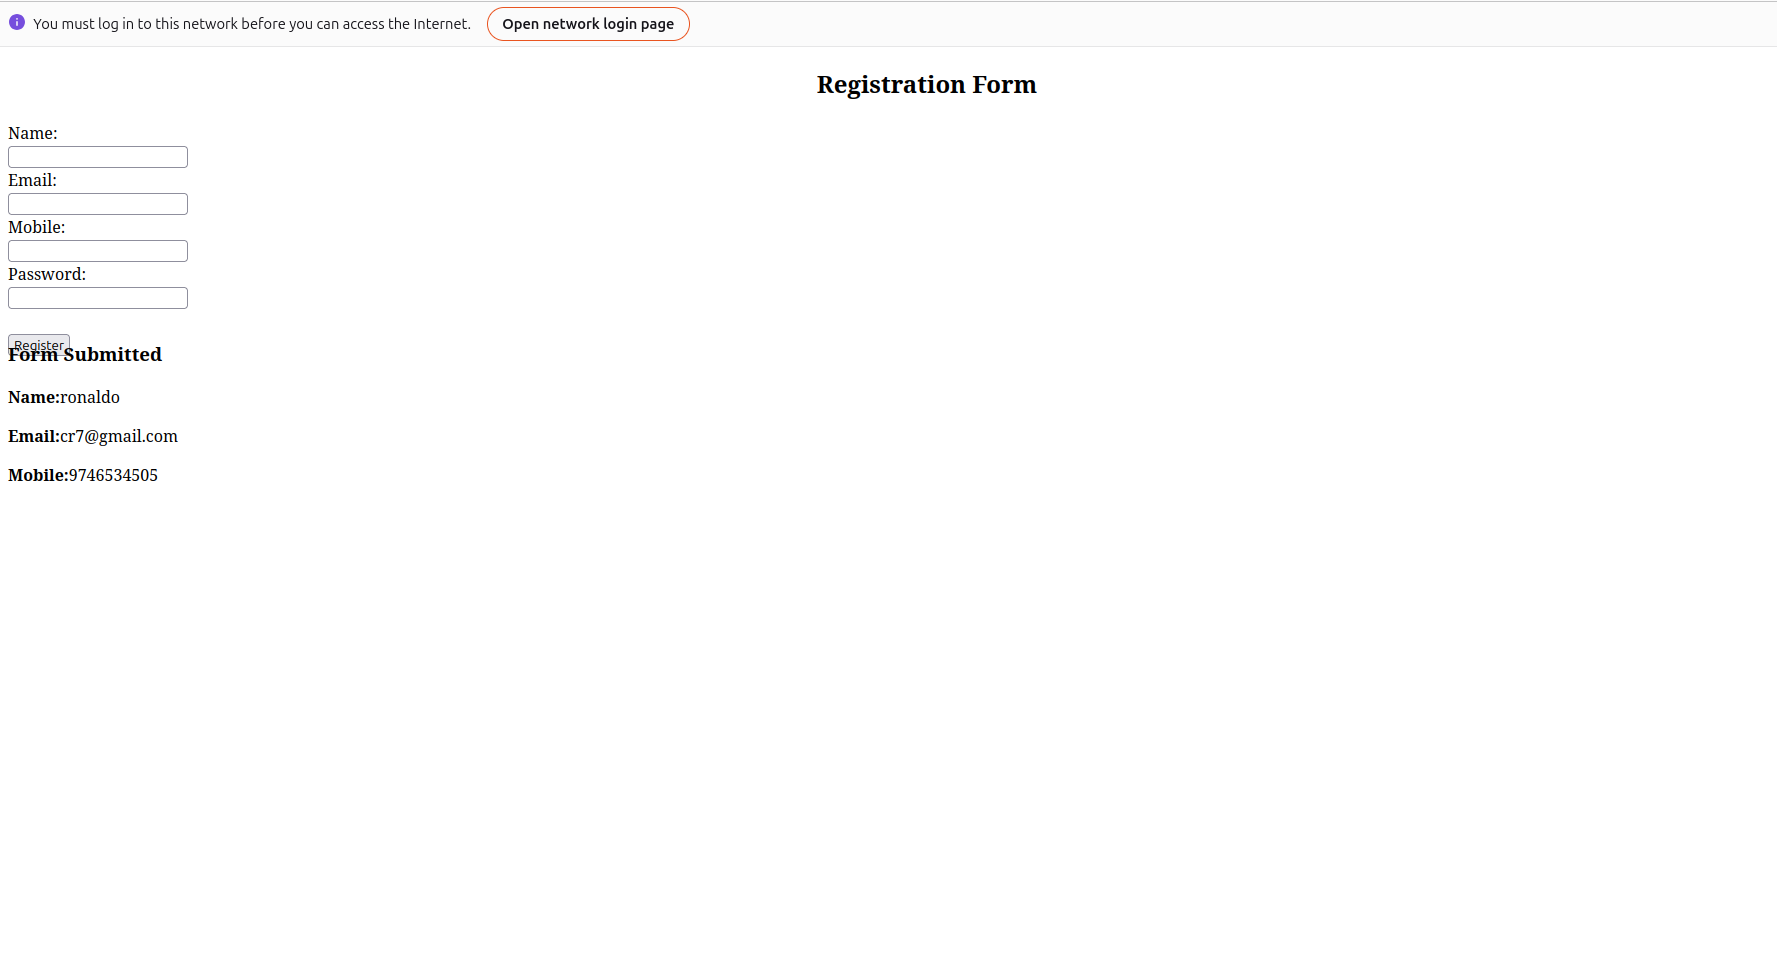 You must log in to this network before you can access the Internet. Open network login page
Registration Form
Name:
Email:
Mobile:
Password:
Register
Form Submitted
Name:ronaldo
Email:cr7@gmail.com
Mobile:9746534505